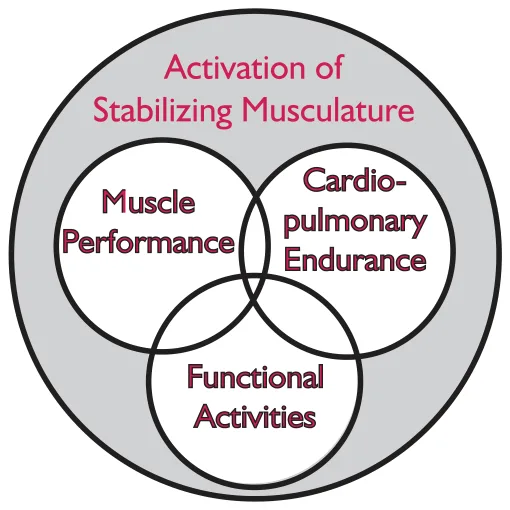 Activation of
Stabilizing Musculature
Muscle
Performance
Cardio-
pulmonary
Endurance
Functional
Activities